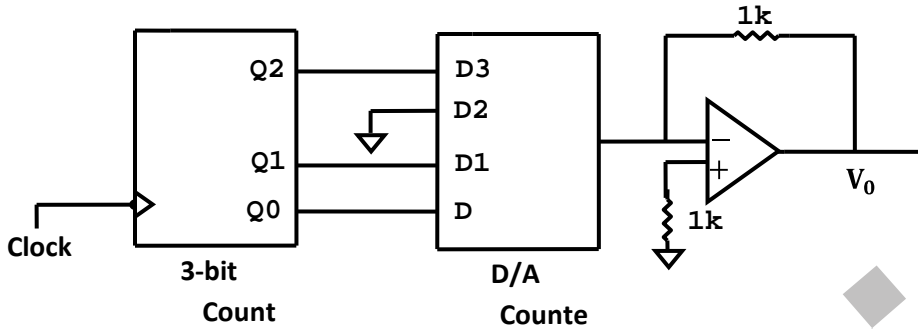 1k
Q2
D3
D2
Q1
D1
Q0
D
−
+
1k
V₀
Clock
3-bit
Count
D/A
Counte